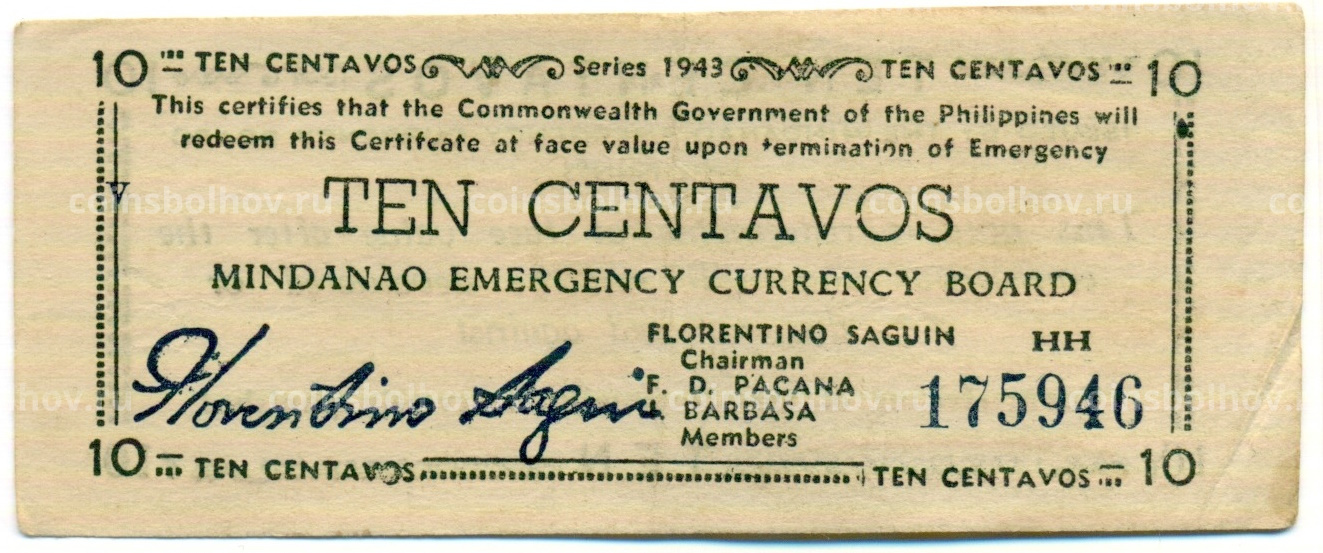 10 TEN CENTAVOS Series 1943 TEN CENTAVOS 10
This certifies that the Commonwealth Government of the Philippines will
redeem this Certifcate at face value upon termination of Emergency
TEN CENTAVOS
MINDANAO EMERGENCY CURRENCY BOARD
FLORENTINO SAGUIN
Chairman
F. D. PACANA
BARBASA
Members
HH
175946
Florentino Saguin
10 TEN CENTAVOS TEN CENTAVOS 10
coinsbolhov.ru